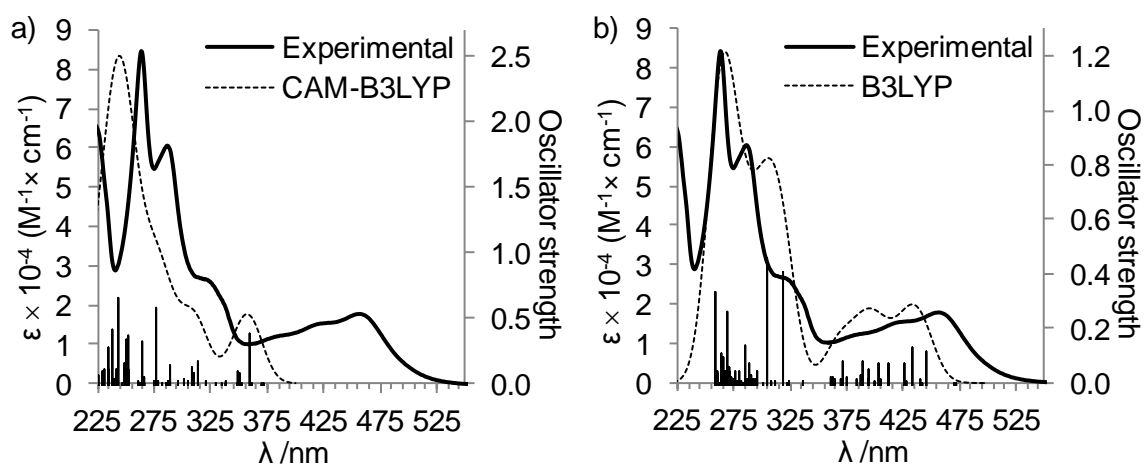 a)
Experimental
CAM-B3LYP
9
8
7
6
5
4
3
2
1
0
ε × 10⁻⁴ (M⁻¹× cm⁻¹)
2.5
2.0
1.5
1.0
0.5
0.0
Oscillator strength
225 275 325 375 425 475 525
λ /nm
b)
Experimental
B3LYP
9
8
7
6
5
4
3
2
1
0
ε × 10⁻⁴ (M⁻¹× cm⁻¹)
1.2
1.0
0.8
0.6
0.4
0.2
0.0
Oscillator strength
225 275 325 375 425 475 525
λ /nm